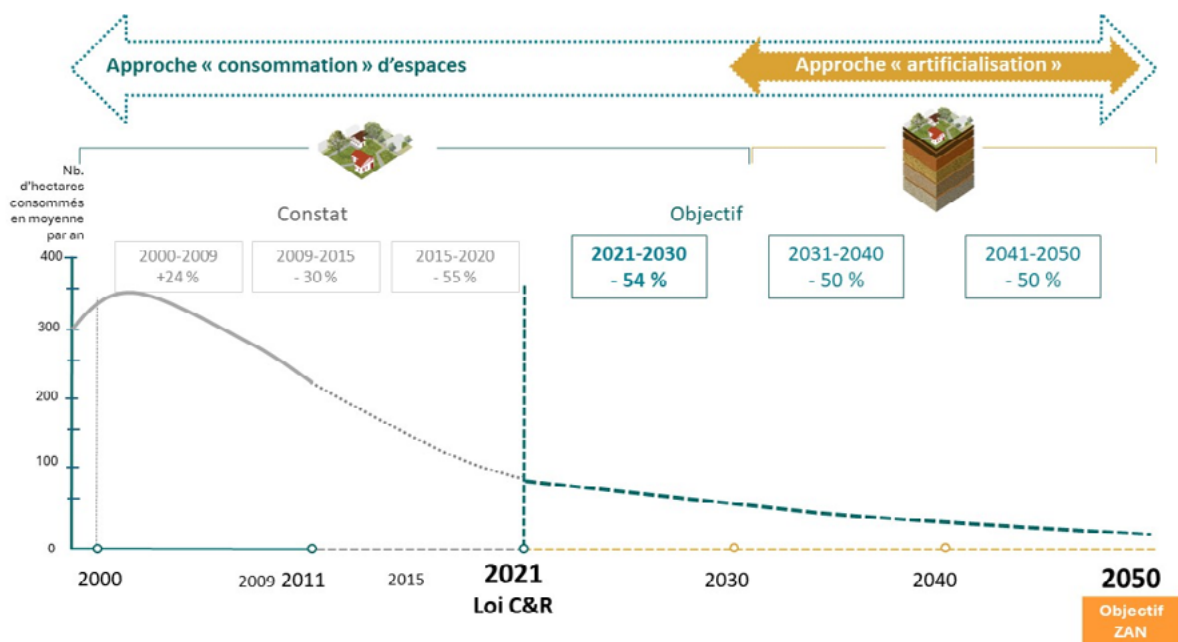 Approche « consommation » d'espaces
Approche « artificialisation »
Nb.
d'hectares
consommés
en moyenne
par an
Constat
Objectif
2000-2009
+24 %
2009-2015
- 30 %
2015-2020
- 55 %
2021-2030
- 54 %
2031-2040
- 50 %
2041-2050
- 50 %
400
300
200
100
0
2000
2009
2011
2015
2021
Loi C&R
2030
2040
2050
Objectif
ZAN